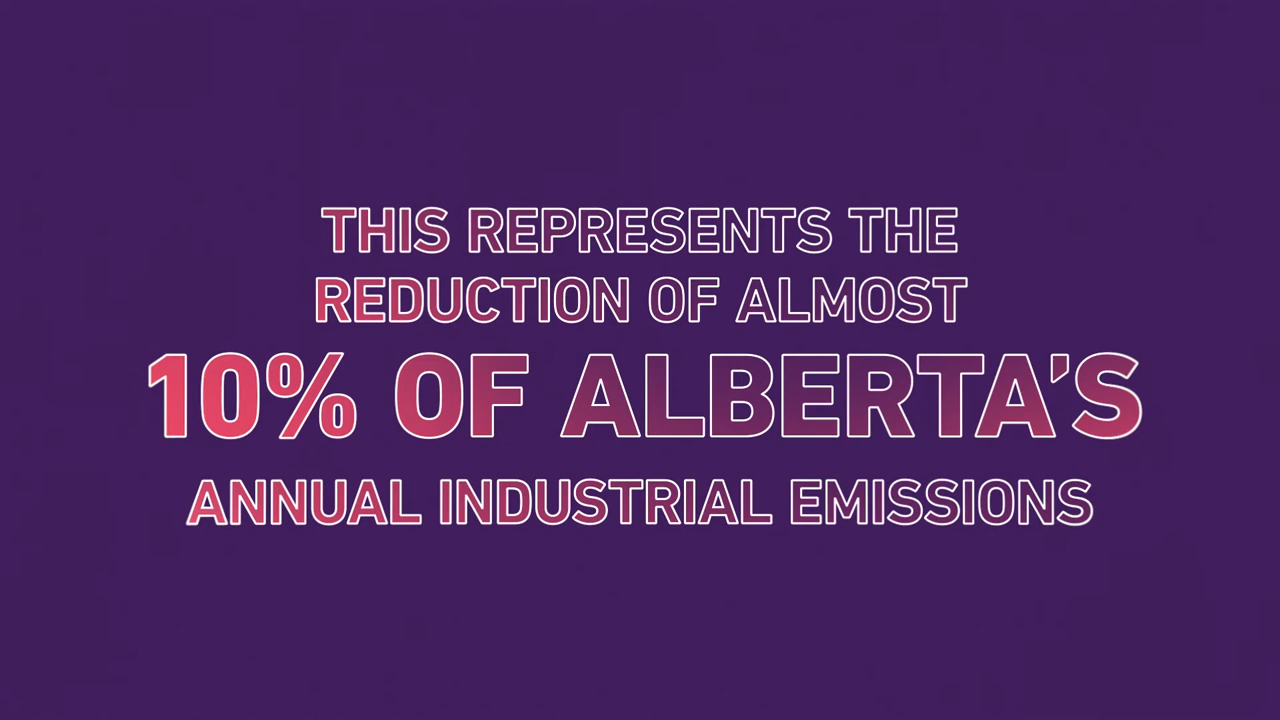 THIS REPRESENTS THE
REDUCTION OF ALMOST
10% OF ALBERTA'S
ANNUAL INDUSTRIAL EMISSIONS